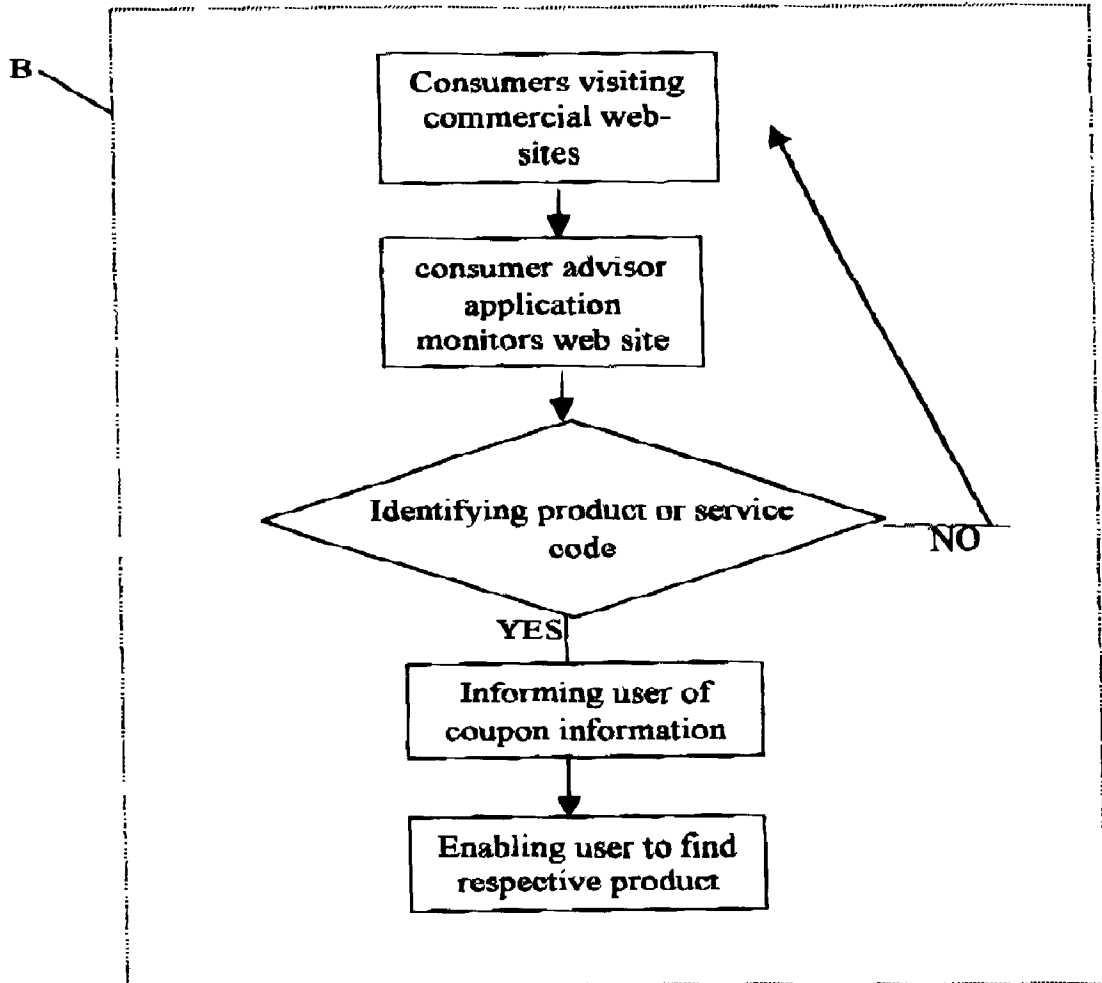 B
Consumers visiting
commercial web-
sites
consumer advisor
application
monitors web site
Identifying product or service
code
NO
YES
Informing user of
coupon information
Enabling user to find
respective product